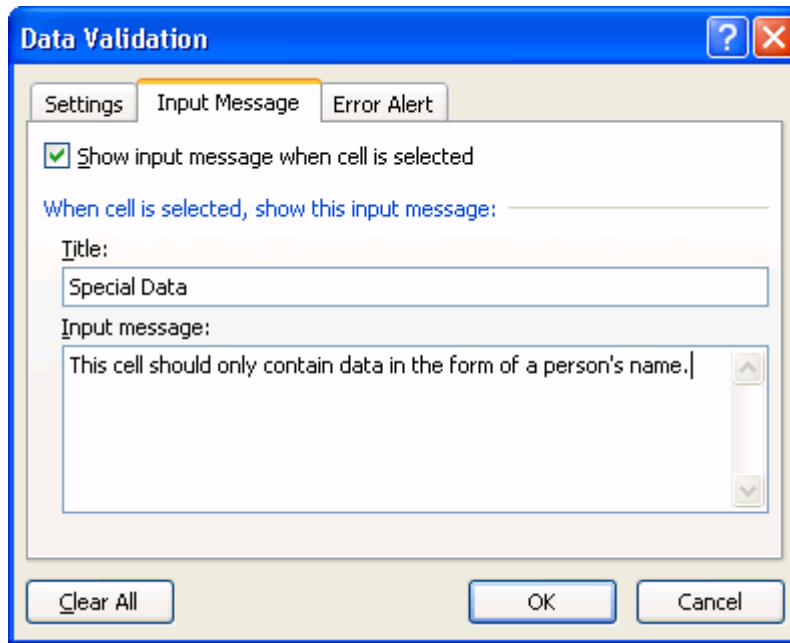 Data Validation
Settings Input Message Error Alert
Show input message when cell is selected
When cell is selected, show this input message:
Title:
Special Data
Input message:
This cell should only contain data in the form of a person's name.
Clear All OK Cancel